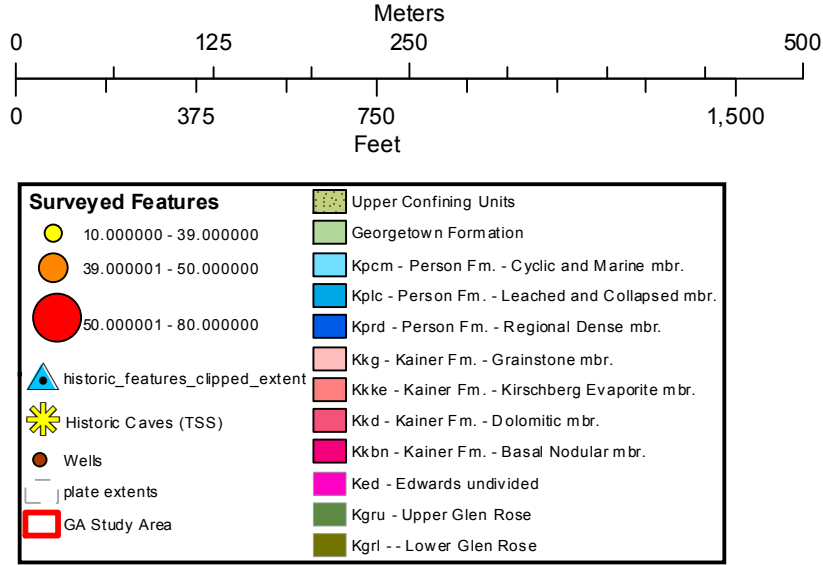 Meters
0 125 250 500
0 375 750 1,500
Feet
Surveyed Features
10.000000 - 39.000000
39.000001 - 50.000000
50.000001 - 80.000000
historic_features_clipped_extent
Historic Caves (TSS)
Wells
plate extents
GA Study Area
Upper Confining Units
Georgetown Formation
Kpcm - Person Fm. - Cyclic and Marine mbr.
Kplc - Person Fm. - Leached and Collapsed mbr.
Kprd - Person Fm. - Regional Dense mbr.
Kkg - Kainer Fm. - Grainstone mbr.
Kkke - Kainer Fm. - Kirschberg Evaporite mbr.
Kkd - Kainer Fm. - Dolomitic mbr.
Kkbn - Kainer Fm. - Basal Nodular mbr.
Ked - Edwards undivided
Kgru - Upper Glen Rose
Kgrl - - Lower Glen Rose